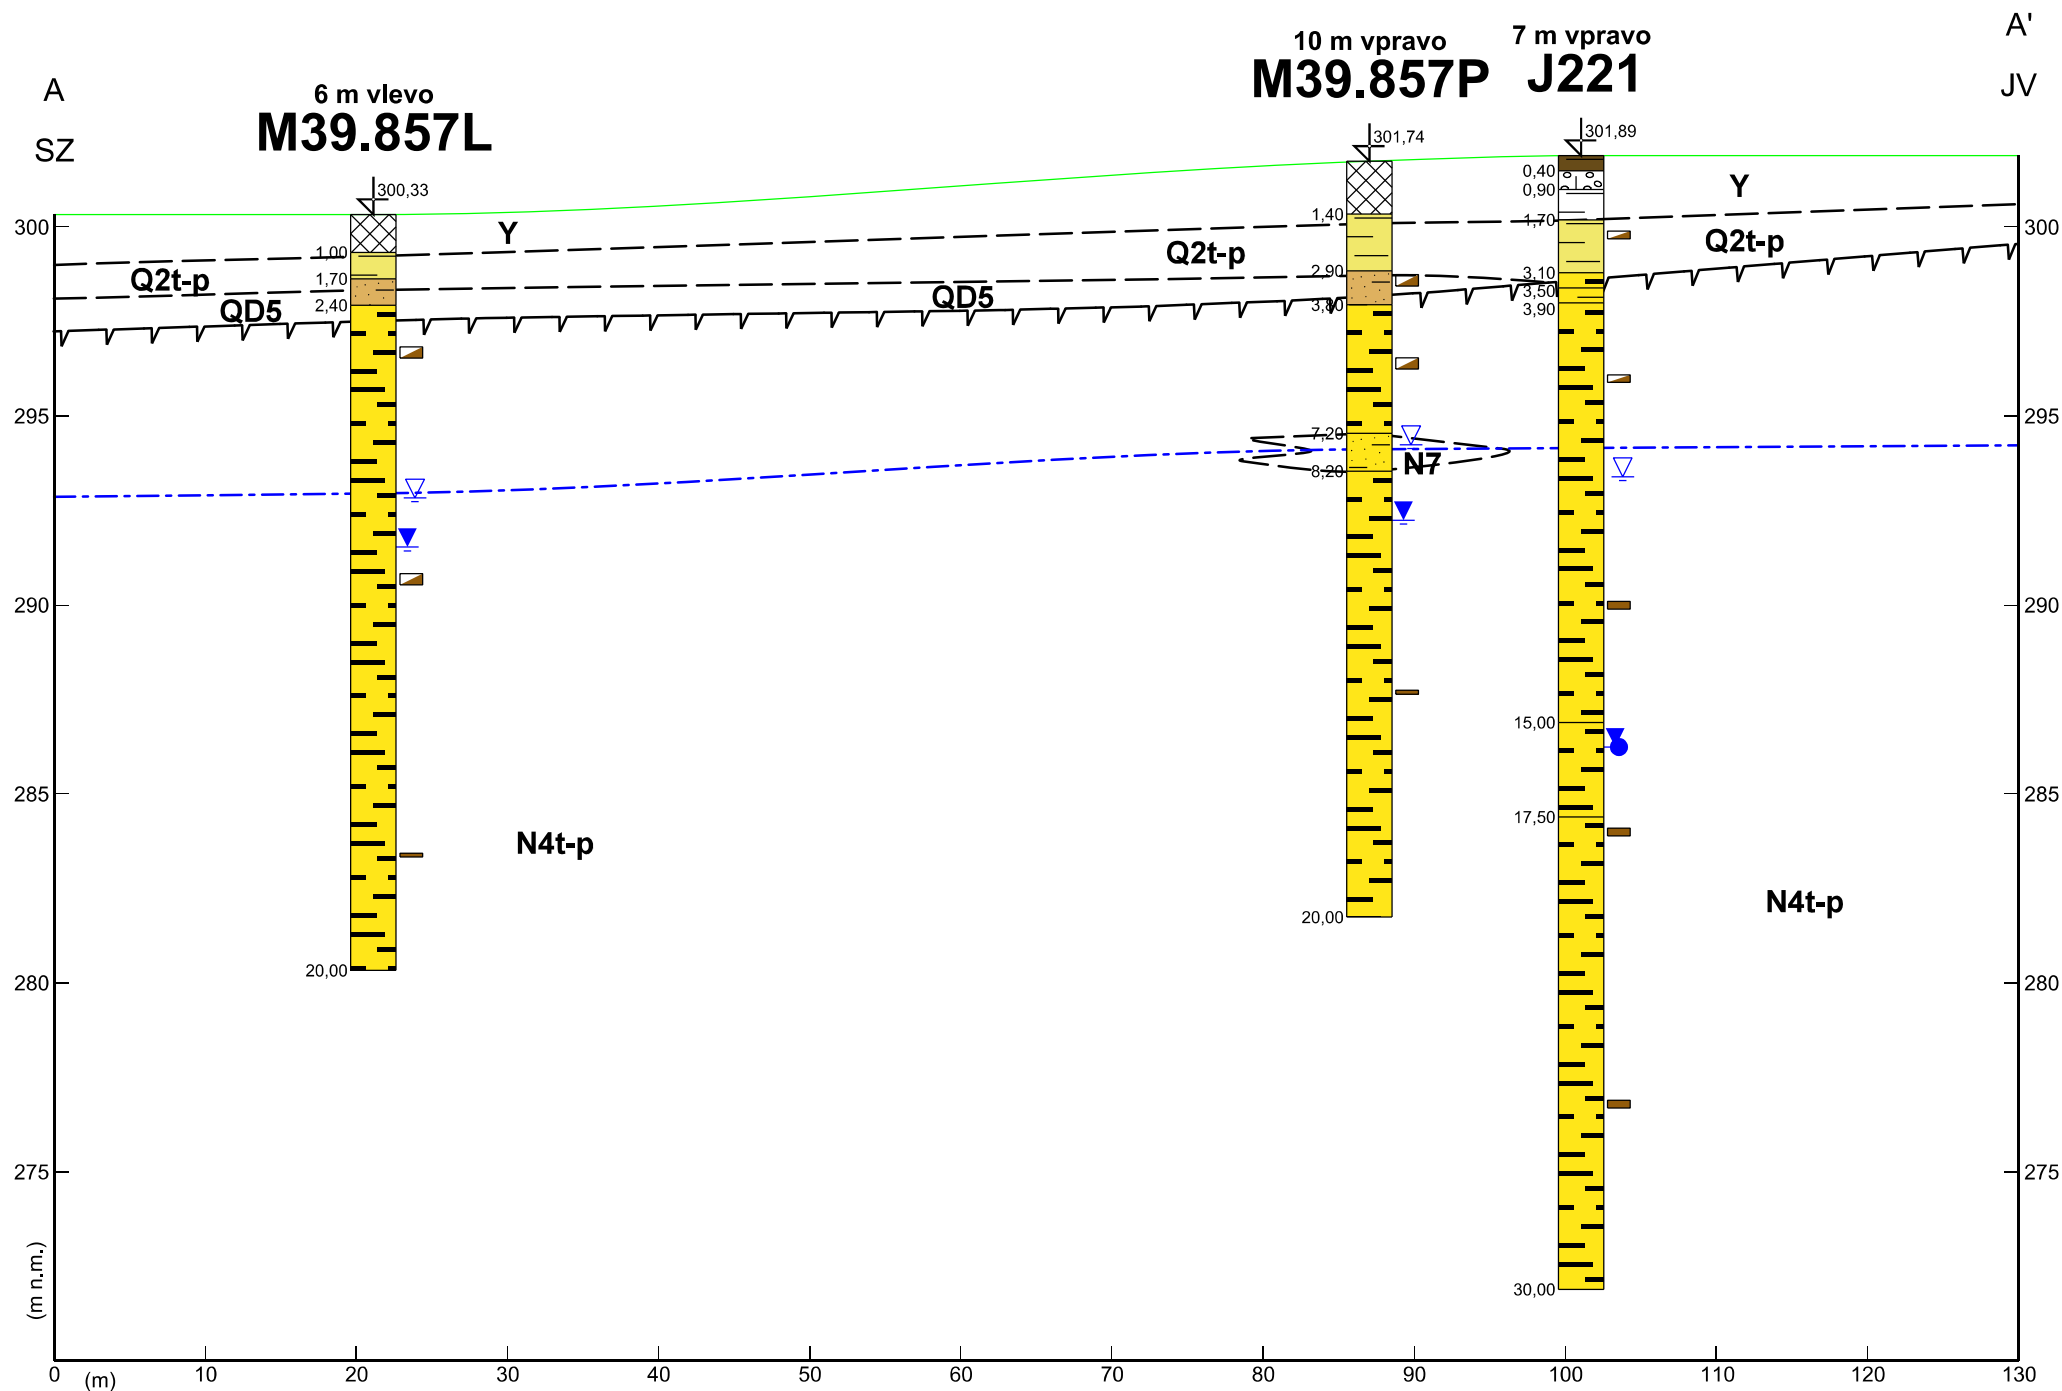 A
SZ
6 m vlevo
M39.857L
300,33
10 m vpravo
M39.857P
301,74
7 m vpravo
J221
301,89
A'
JV
Y
Y
Q2t-p
Q2t-p
Q2t-p
QD5
QD5
N7
N4t-p
N4t-p
1,00
1,70
2,40
20,00
1,40
2,90
3,80
7,20
8,20
20,00
0,40
0,90
1,70
3,10
3,50
3,90
15,00
17,50
30,00
300
295
290
285
280
275
(m n.m.)
300
295
290
285
280
275
0 (m) 10 20 30 40 50 60 70 80 90 100 110 120 130